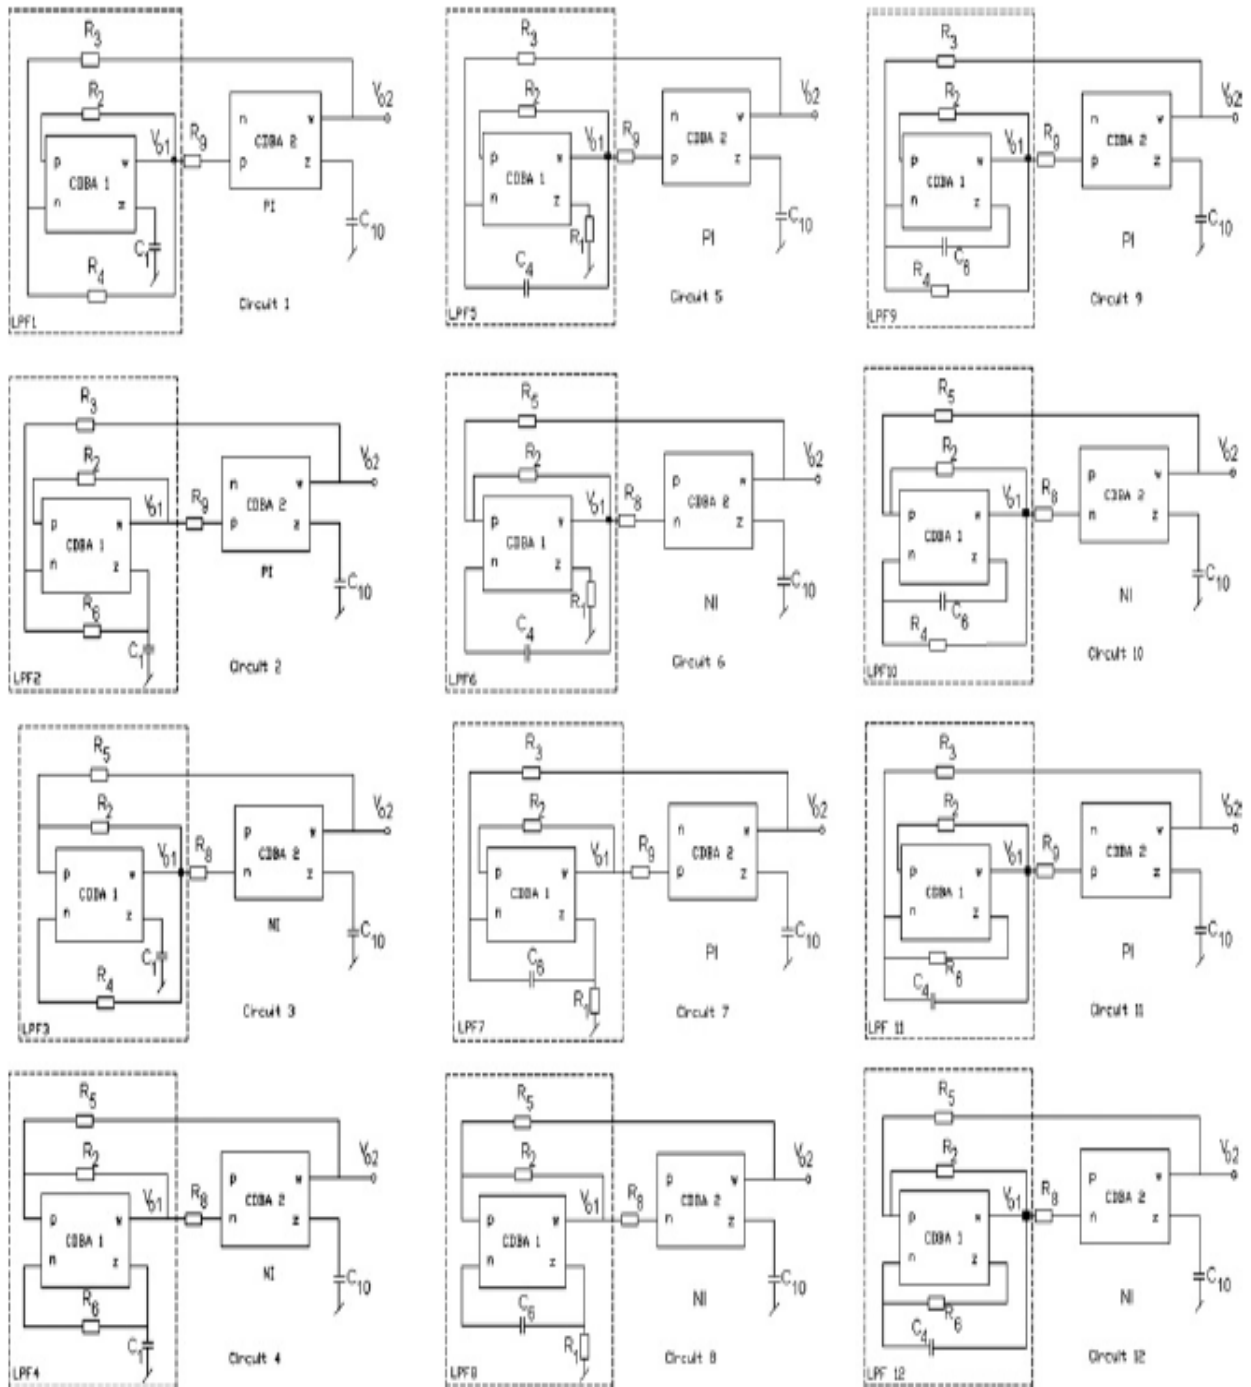 R3
R2
Vo1
R9
Vo2
p
n
w
z
CDBA 1
n
p
w
z
CDBA 2
PI
C1
C10
R4
Circuit 1
LPF1
R3
R2
Vo1
R9
Vo2
p
n
w
z
CDBA 1
n
p
w
z
CDBA 2
PI
R1
C10
C4
Circuit 5
LPF5
R3
R2
Vo1
R9
Vo2
p
n
w
z
CDBA 1
n
p
w
z
CDBA 2
PI
C6
C10
R4
Circuit 9
LPF9
R3
R2
Vo1
R9
Vo2
p
n
w
z
CDBA 1
n
p
w
z
CDBA 2
PI
R6
C1
C10
Circuit 2
LPF2
R5
R2
Vo1
R8
Vo2
p
n
w
z
CDBA 1
p
n
w
z
CDBA 2
NI
R1
C10
C4
Circuit 6
LPF6
R5
R2
Vo1
R8
Vo2
p
n
w
z
CDBA 1
p
n
w
z
CDBA 2
NI
C6
C10
R4
Circuit 10
LPF10
R5
R2
Vo1
R8
Vo2
p
n
w
z
CDBA 1
p
n
w
z
CDBA 2
NI
C1
C10
R4
Circuit 3
LPF3
R3
R2
Vo1
R9
Vo2
p
n
w
z
CDBA 1
n
p
w
z
CDBA 2
PI
C6
R1
C10
Circuit 7
LPF7
R3
R2
Vo1
R9
Vo2
p
n
w
z
CDBA 1
n
p
w
z
CDBA 2
PI
R6
C4
C10
Circuit 11
LPF 11
R5
R2
Vo1
R8
Vo2
p
n
w
z
CDBA 1
p
n
w
z
CDBA 2
NI
R6
C1
C10
Circuit 4
LPF4
R5
R2
Vo1
R8
Vo2
p
n
w
z
CDBA 1
p
n
w
z
CDBA 2
NI
C6
R1
C10
Circuit 8
LPF8
R5
R2
Vo1
R8
Vo2
p
n
w
z
CDBA 1
p
n
w
z
CDBA 2
NI
R6
C4
C10
Circuit 12
LPF 12